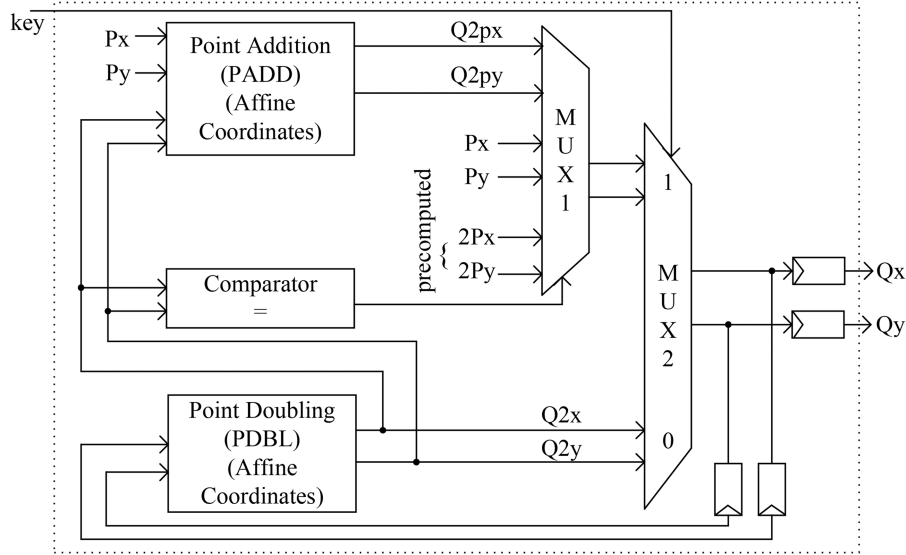 key
Px
Py
Point Addition
(PADD)
(Affine
Coordinates)
Q2px
Q2py
Px
Py
precomputed
{
2Px
2Py
M
U
X
1
Comparator
=
1
M
U
X
2
0
Qx
Qy
Point Doubling
(PDBL)
(Affine
Coordinates)
Q2x
Q2y